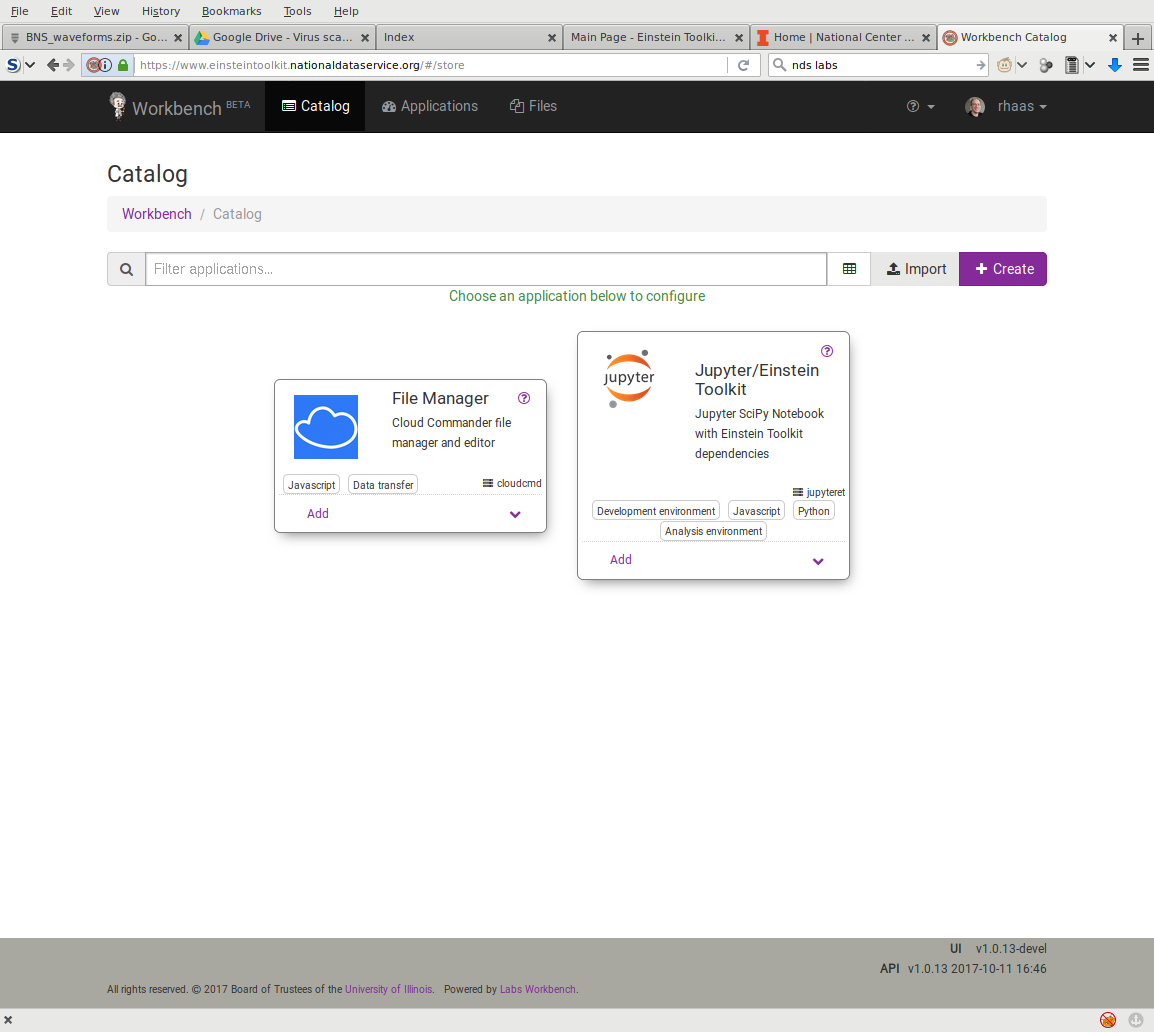 File Edit View History Bookmarks Tools Help
BNS_waveforms.zip - Go... Google Drive - Virus sca... Index Main Page - Einstein Toolki... Home | National Center ... Workbench Catalog
https://www.einsteintoolkit.nationaldataservice.org/#/store nds labs
Workbench BETA Catalog Applications Files rhaas
Catalog
Workbench / Catalog
Filter applications... Import Create
Choose an application below to configure
File Manager
Cloud Commander file
manager and editor
cloudcmd
Javascript Data transfer
Add
jupyter
Jupyter/Einstein
Toolkit
Jupyter SciPy Notebook
with Einstein Toolkit
dependencies
jupyteret
Development environment Javascript Python
Analysis environment
Add
UI v1.0.13-devel
API v1.0.13 2017-10-11 16:46
All rights reserved. © 2017 Board of Trustees of the University of Illinois. Powered by Labs Workbench.